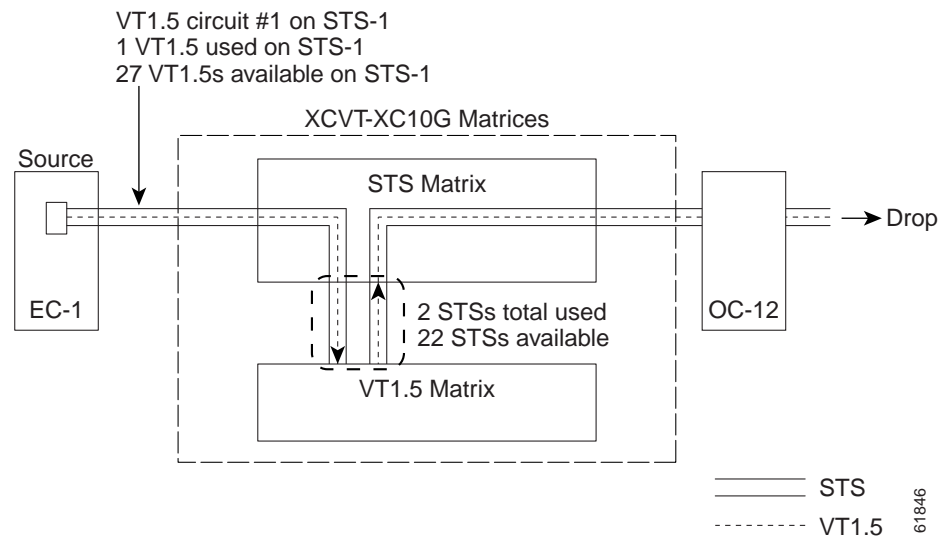 VT1.5 circuit #1 on STS-1
1 VT1.5 used on STS-1
27 VT1.5s available on STS-1
XCVT-XC10G Matrices
Source
STS Matrix
Drop
EC-1
2 STSs total used
22 STSs available
OC-12
VT1.5 Matrix
STS
VT1.5
61846